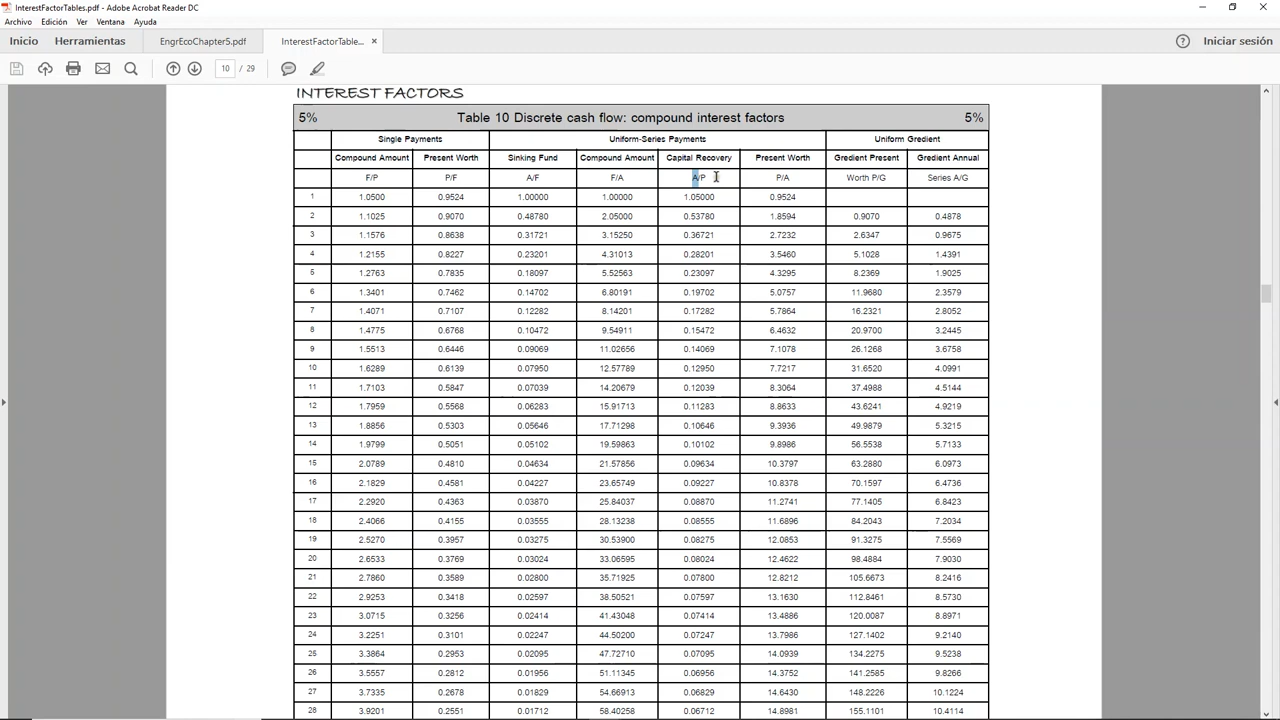 InterestFactorTables.pdf - Adobe Acrobat Reader DC
Archivo Edición Ver Ventana Ayuda
Inicio Herramientas EngrEcoChapter5.pdf InterestFactorTable... × ? Iniciar sesión
10 / 29
INTEREST FACTORS
5% Table 10 Discrete cash flow: compound interest factors 5%
Single Payments Uniform-Series Payments Uniform Gredient
Compound Amount Present Worth Sinking Fund Compound Amount Capital Recovery Present Worth Gredient Present Gredient Annual
F/P P/F A/F F/A A/P P/A Worth P/G Series A/G
1 1.0500 0.9524 1.00000 1.00000 1.05000 0.9524
2 1.1025 0.9070 0.48780 2.05000 0.53780 1.8594 0.9070 0.4878
3 1.1576 0.8638 0.31721 3.15250 0.36721 2.7232 2.6347 0.9675
4 1.2155 0.8227 0.23201 4.31013 0.28201 3.5460 5.1028 1.4391
5 1.2763 0.7835 0.18097 5.52563 0.23097 4.3295 8.2369 1.9025
6 1.3401 0.7462 0.14702 6.80191 0.19702 5.0757 11.9680 2.3579
7 1.4071 0.7107 0.12282 8.14201 0.17282 5.7864 16.2321 2.8052
8 1.4775 0.6768 0.10472 9.54911 0.15472 6.4632 20.9700 3.2445
9 1.5513 0.6446 0.09069 11.02656 0.14069 7.1078 26.1268 3.6758
10 1.6289 0.6139 0.07950 12.57789 0.12950 7.7217 31.6520 4.0991
11 1.7103 0.5847 0.07039 14.20679 0.12039 8.3064 37.4988 4.5144
12 1.7959 0.5568 0.06283 15.91713 0.11283 8.8633 43.6241 4.9219
13 1.8856 0.5303 0.05646 17.71298 0.10646 9.3936 49.9879 5.3215
14 1.9799 0.5051 0.05102 19.59863 0.10102 9.8986 56.5538 5.7133
15 2.0789 0.4810 0.04634 21.57856 0.09634 10.3797 63.2880 6.0973
16 2.1829 0.4581 0.04227 23.65749 0.09227 10.8378 70.1597 6.4736
17 2.2920 0.4363 0.03870 25.84037 0.08870 11.2741 77.1405 6.8423
18 2.4066 0.4155 0.03555 28.13238 0.08555 11.6896 84.2043 7.2034
19 2.5270 0.3957 0.03275 30.53900 0.08275 12.0853 91.3275 7.5569
20 2.6533 0.3769 0.03024 33.06595 0.08024 12.4622 98.4884 7.9030
21 2.7860 0.3589 0.02800 35.71925 0.07800 12.8212 105.6673 8.2416
22 2.9253 0.3418 0.02597 38.50521 0.07597 13.1630 112.8461 8.5730
23 3.0715 0.3256 0.02414 41.43048 0.07414 13.4886 120.0087 8.8971
24 3.2251 0.3101 0.02247 44.50200 0.07247 13.7986 127.1402 9.2140
25 3.3864 0.2953 0.02095 47.72710 0.07095 14.0939 134.2275 9.5238
26 3.5557 0.2812 0.01956 51.11345 0.06956 14.3752 141.2585 9.8266
27 3.7335 0.2678 0.01829 54.66913 0.06829 14.6430 148.2226 10.1224
28 3.9201 0.2551 0.01712 58.40258 0.06712 14.8981 155.1101 10.4114